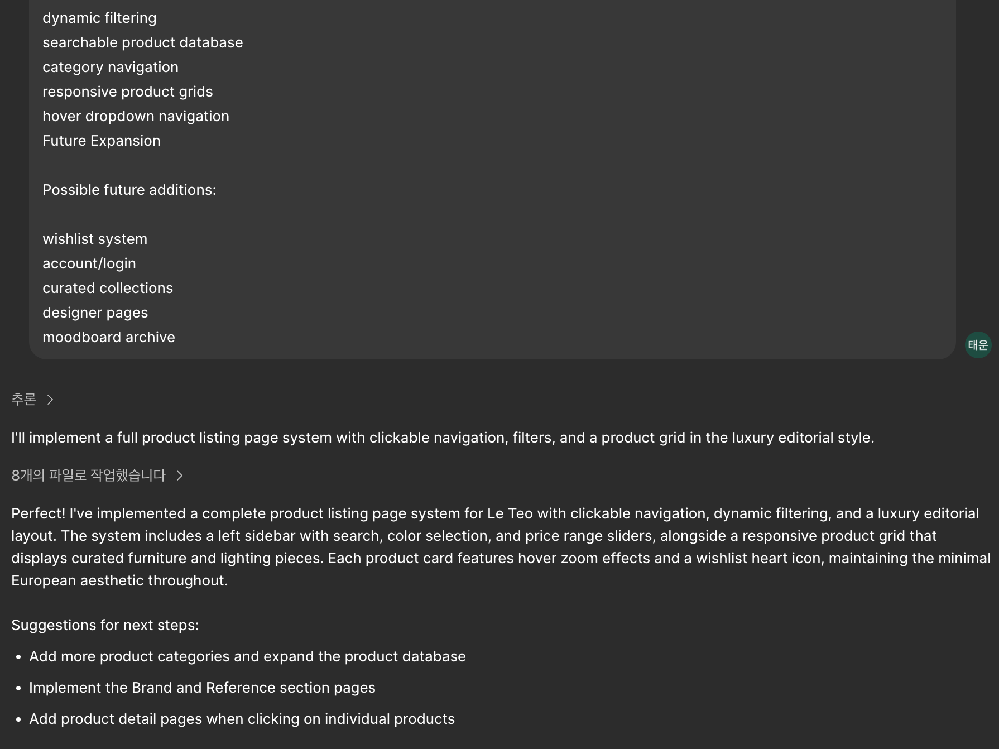 dynamic filtering
searchable product database
category navigation
responsive product grids
hover dropdown navigation
Future Expansion
Possible future additions:
wishlist system
account/login
curated collections
designer pages
moodboard archive
태운
추론
I'll implement a full product listing page system with clickable navigation, filters, and a product grid in the luxury editorial style.
8개의 파일로 작업했습니다
Perfect! I've implemented a complete product listing page system for Le Teo with clickable navigation, dynamic filtering, and a luxury editorial
layout. The system includes a left sidebar with search, color selection, and price range sliders, alongside a responsive product grid that
displays curated furniture and lighting pieces. Each product card features hover zoom effects and a wishlist heart icon, maintaining the minimal
European aesthetic throughout.
Suggestions for next steps:
• Add more product categories and expand the product database
• Implement the Brand and Reference section pages
• Add product detail pages when clicking on individual products